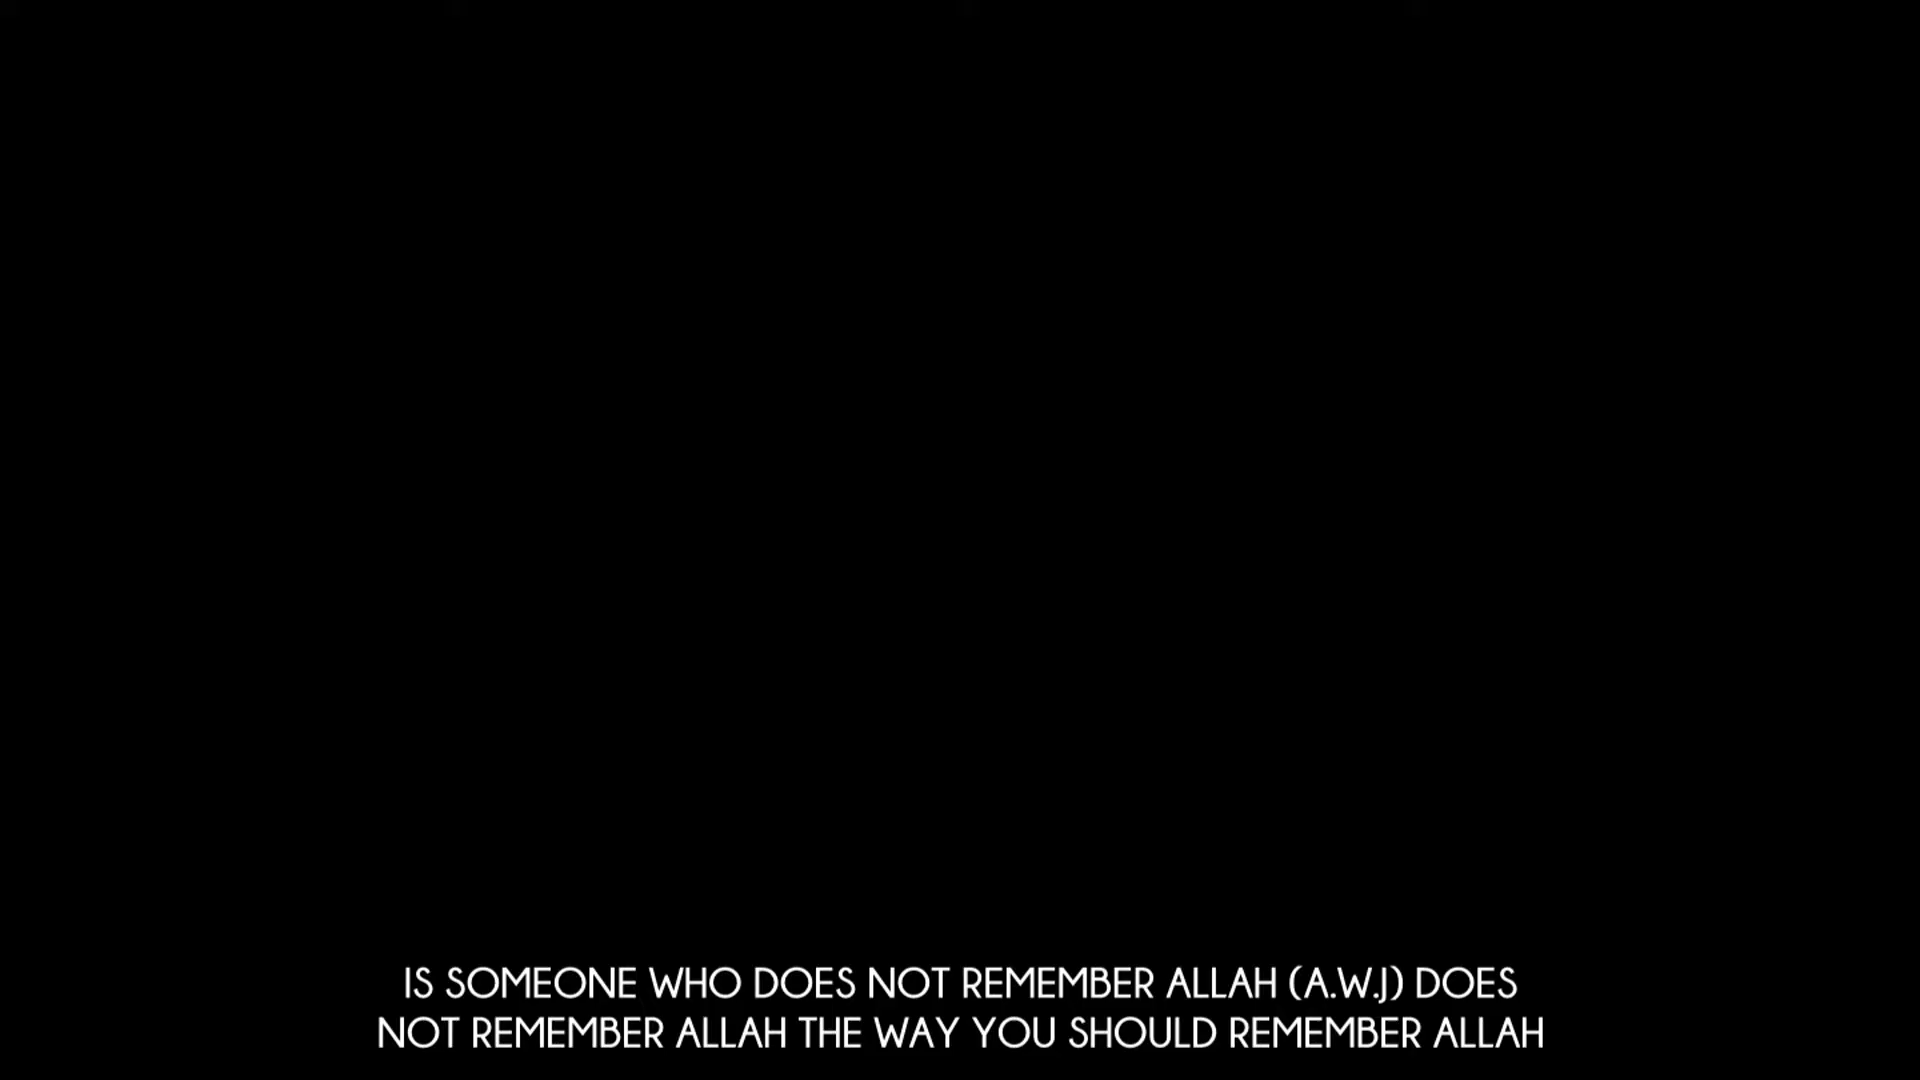 IS SOMEONE WHO DOES NOT REMEMBER ALLAH (A.W.J) DOES
NOT REMEMBER ALLAH THE WAY YOU SHOULD REMEMBER ALLAH